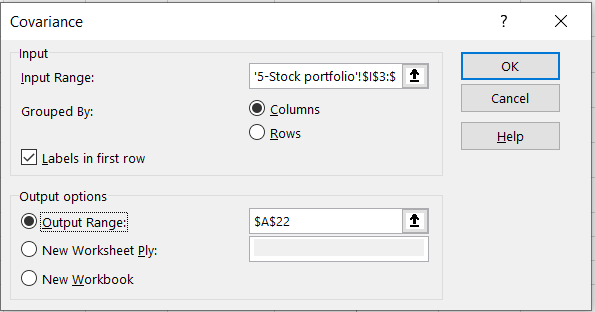 Covariance
?
Input
Input Range:
'5-Stock portfolio'!$I$3:$
Grouped By:
Columns
Rows
Labels in first row
Output options
Output Range:
$A$22
New Worksheet Ply:
New Workbook
OK
Cancel
Help